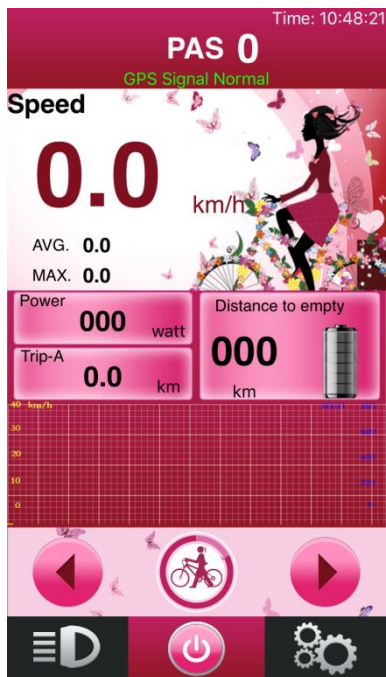 Time: 10:48:21
PAS 0
GPS Signal Normal
Speed
0.0 km/h
AVG. 0.0
MAX. 0.0
Power
000 watt
Trip-A
0.0 km
Distance to empty
000
km
40 km/h
30
20
10
0